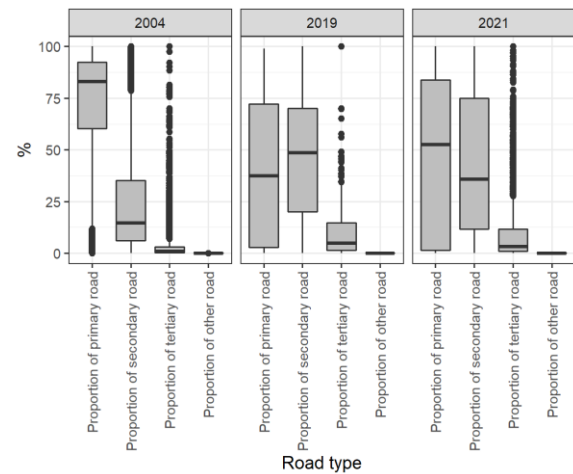 2004 2019 2021
100
75
50
25
0
%
Proportion of primary road
Proportion of secondary road
Proportion of tertiary road
Proportion of other road
Proportion of primary road
Proportion of secondary road
Proportion of tertiary road
Proportion of other road
Proportion of primary road
Proportion of secondary road
Proportion of tertiary road
Proportion of other road
Road type